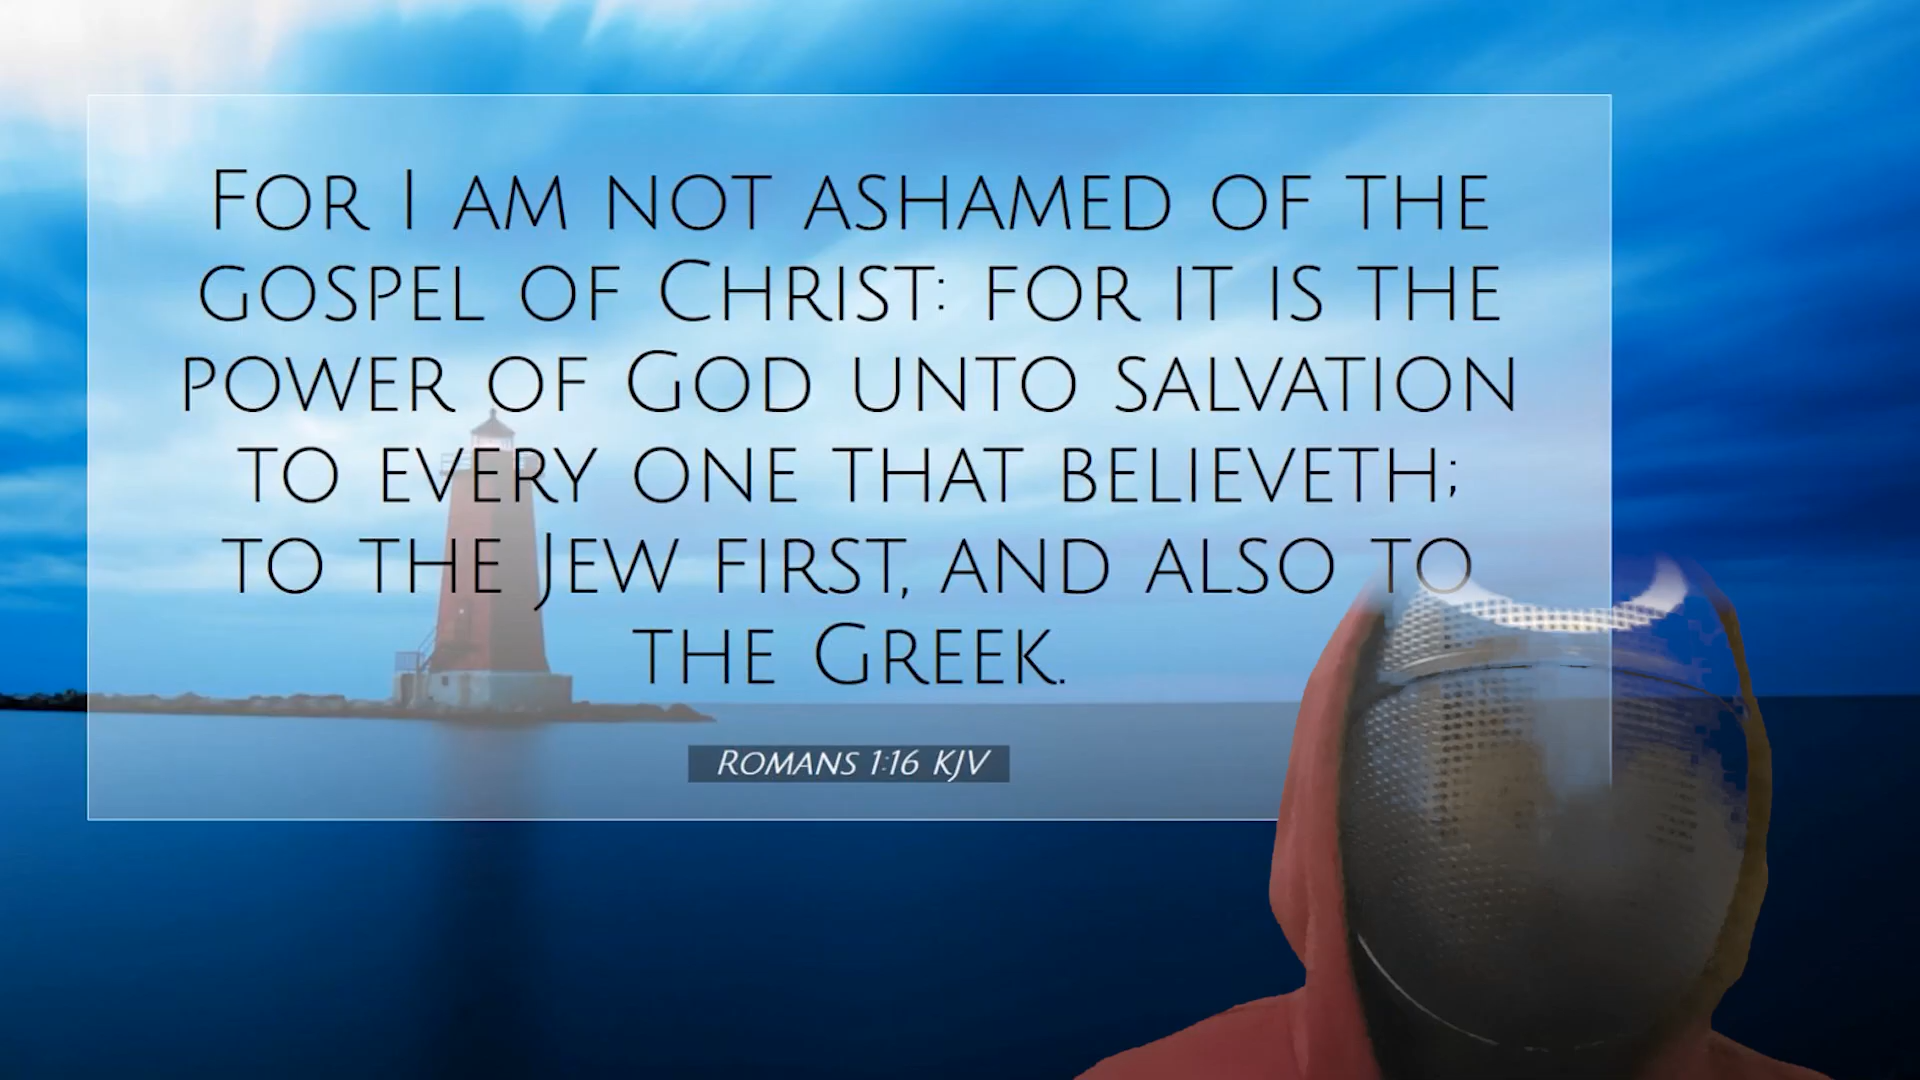 For I am not ashamed of the
gospel of Christ: for it is the
power of God unto salvation
to every one that believeth;
to the Jew first, and also to
the Greek.
Romans 1:16 KJV